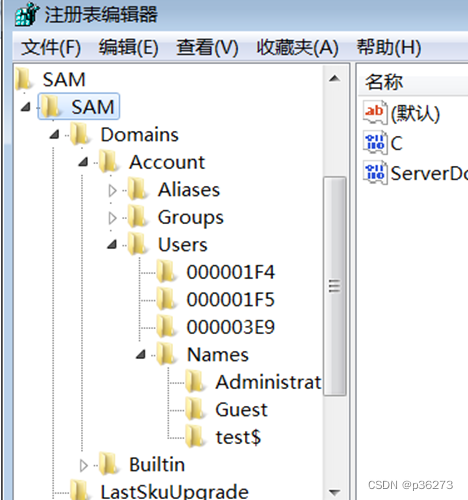 注册表编辑器
文件(F) 编辑(E) 查看(V) 收藏夹(A) 帮助(H)
SAM
SAM
Domains
Account
Aliases
Groups
Users
000001F4
000001F5
000003E9
Names
Administrat
Guest
test$
Builtin
LastSkuUpgrade
名称
(默认)
C
ServerDo
CSDN @p36273